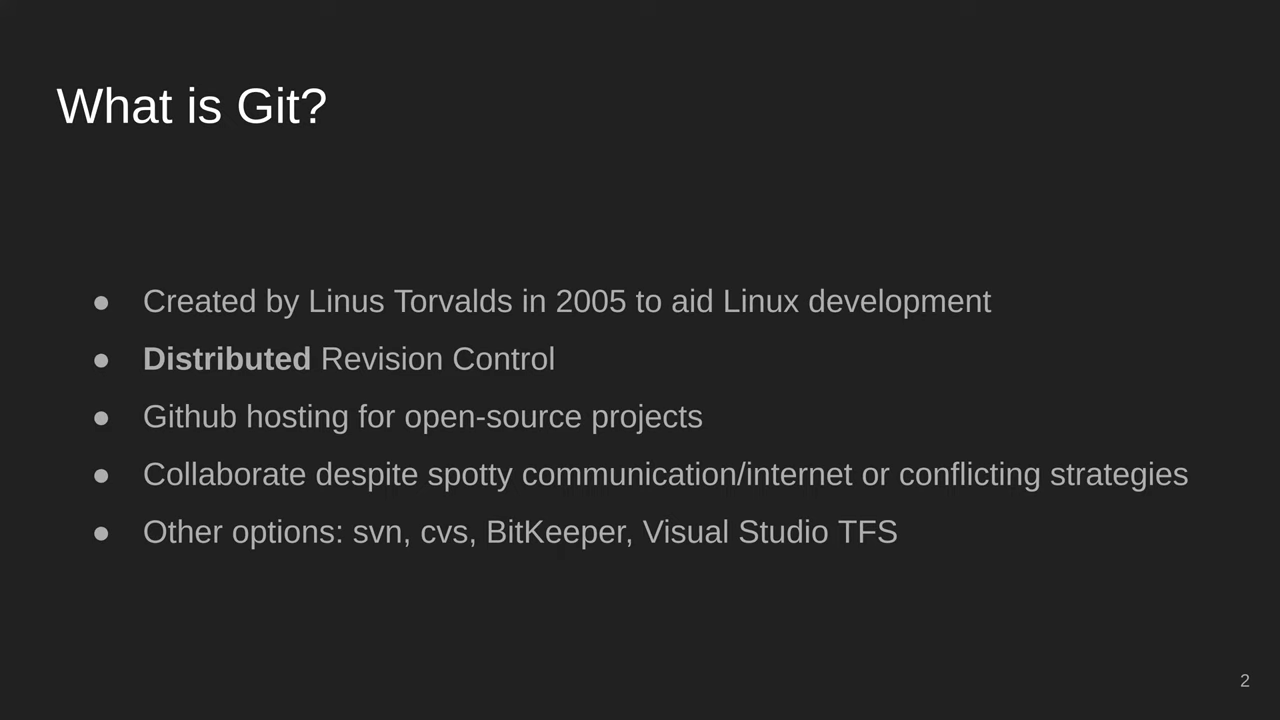 What is Git?
● Created by Linus Torvalds in 2005 to aid Linux development
● Distributed Revision Control
● Github hosting for open-source projects
● Collaborate despite spotty communication/internet or conflicting strategies
● Other options: svn, cvs, BitKeeper, Visual Studio TFS
2